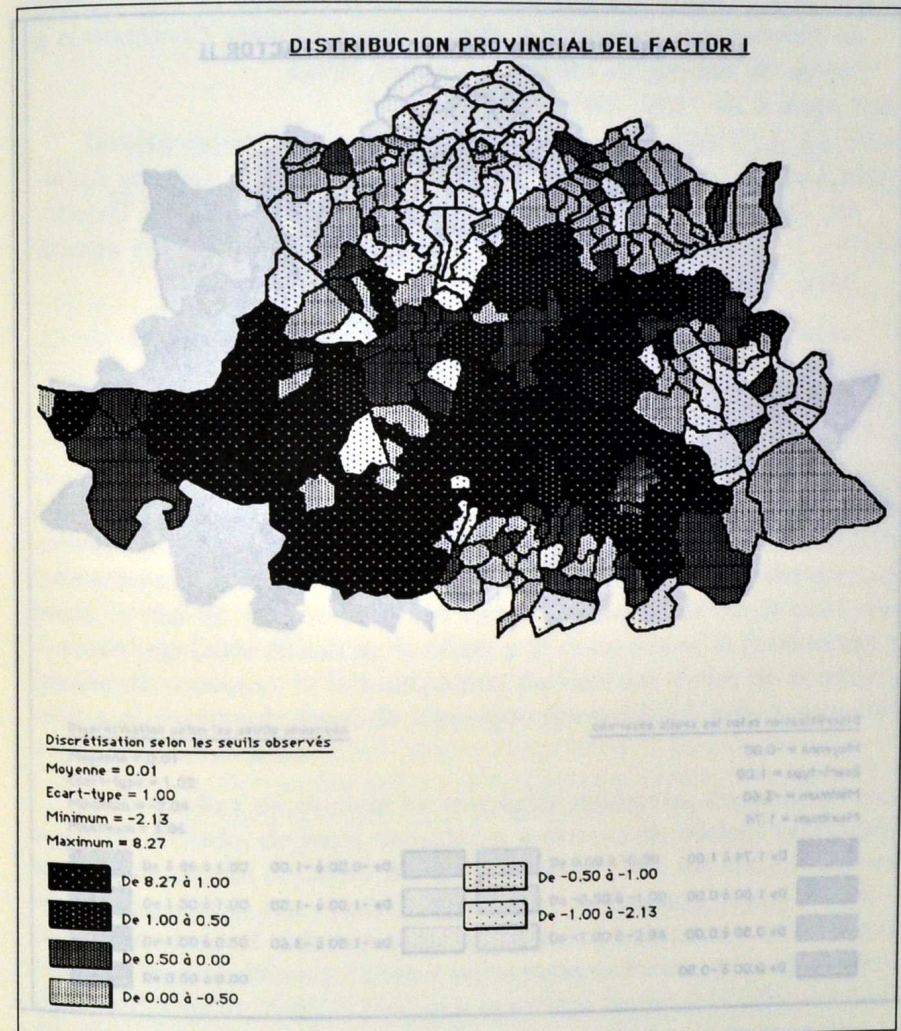 DISTRIBUCION PROVINCIAL DEL FACTOR I
Discrétisation selon les seuils observés
Moyenne = 0.01
Ecart-type = 1.00
Minimum = -2.13
Maximum = 8.27
De 8.27 à 1.00
De 1.00 à 0.50
De 0.50 à 0.00
De 0.00 à -0.50
De -0.50 à -1.00
De -1.00 à -2.13